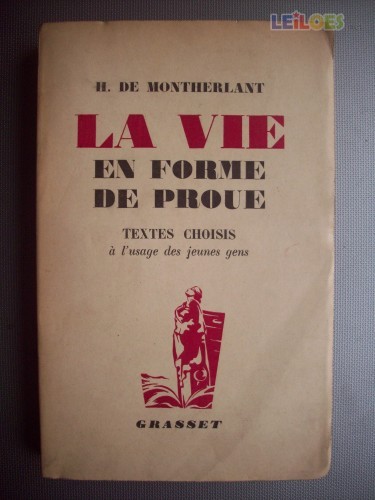 LEiLOES
H. DE MONTHERLANT
LA VIE
EN FORME
DE PROUE
TEXTES CHOISIS
à l'usage des jeunes gens
GRASSET